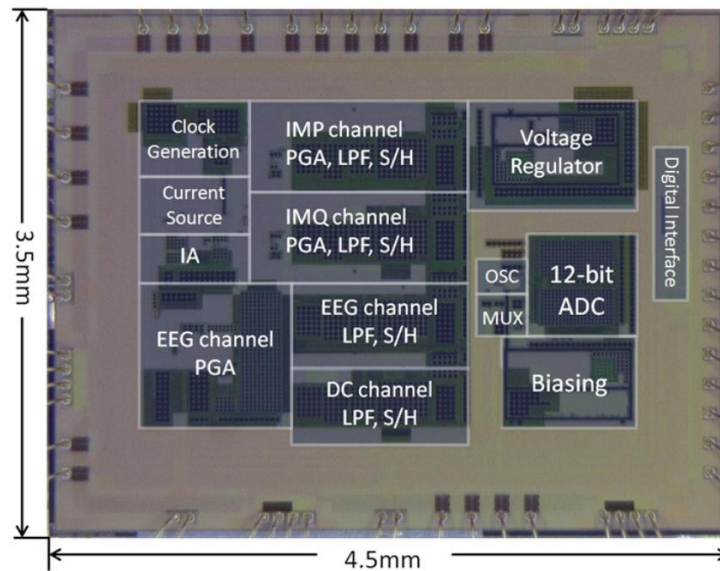 Clock
Generation
IMP channel
PGA, LPF, S/H
Voltage
Regulator
Current
Source
IMQ channel
PGA, LPF, S/H
Digital Interface
IA
OSC
12-bit
ADC
MUX
EEG channel
PGA
EEG channel
LPF, S/H
DC channel
LPF, S/H
Biasing
3.5mm
4.5mm